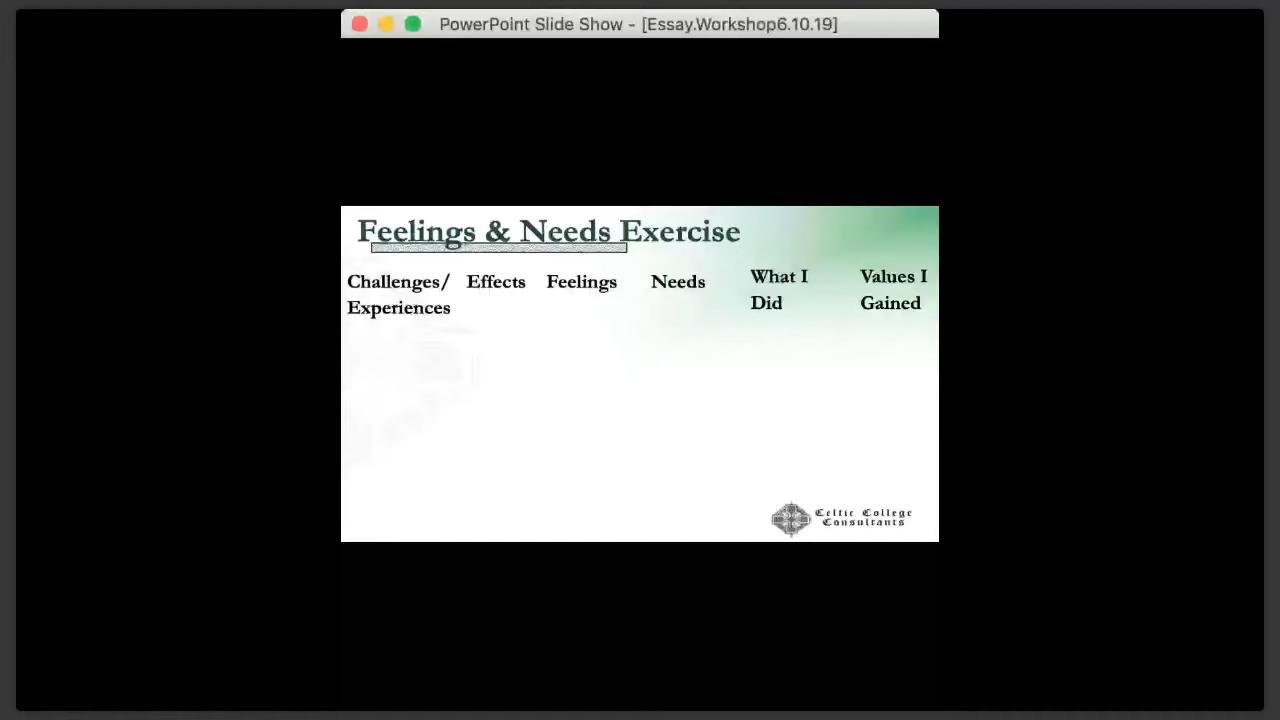 PowerPoint Slide Show - [Essay.Workshop6.10.19]
Feelings & Needs Exercise
Challenges/ Effects Feelings Needs What I Values I
Experiences Did Gained
Celtic College
Consultants